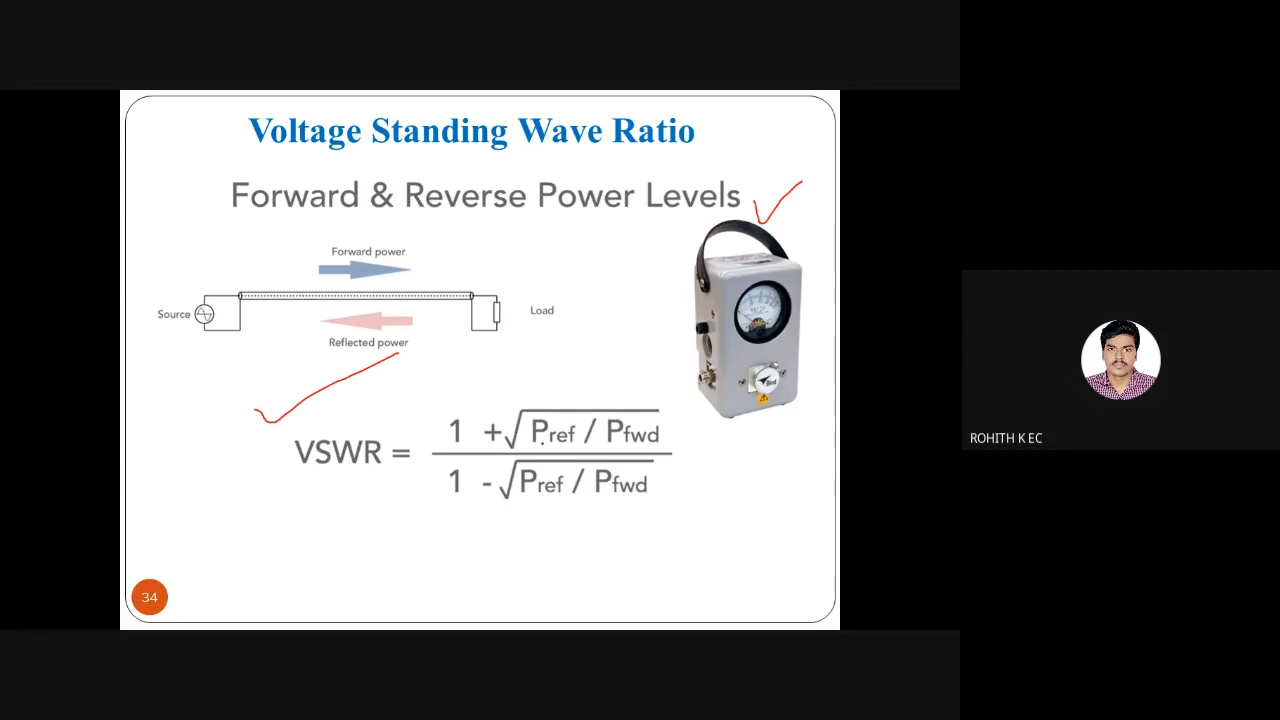 Voltage Standing Wave Ratio
Forward & Reverse Power Levels
Forward power
Source
Load
Reflected power
VSWR = 1 +√Pref / Pfwd
1 -√Pref / Pfwd
Bird
34
ROHITH K EC